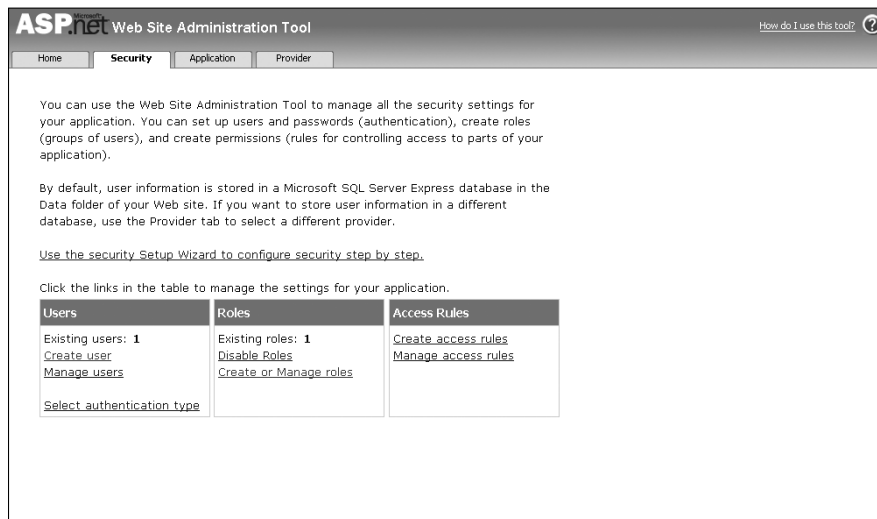 ASP.net Web Site Administration Tool
How do I use this tool? ?
Home Security Application Provider
You can use the Web Site Administration Tool to manage all the security settings for
your application. You can set up users and passwords (authentication), create roles
(groups of users), and create permissions (rules for controlling access to parts of your
application).
By default, user information is stored in a Microsoft SQL Server Express database in the
Data folder of your Web site. If you want to store user information in a different
database, use the Provider tab to select a different provider.
Use the security Setup Wizard to configure security step by step.
Click the links in the table to manage the settings for your application.
Users
Existing users: 1
Create user
Manage users
Select authentication type
Roles
Existing roles: 1
Disable Roles
Create or Manage roles
Access Rules
Create access rules
Manage access rules